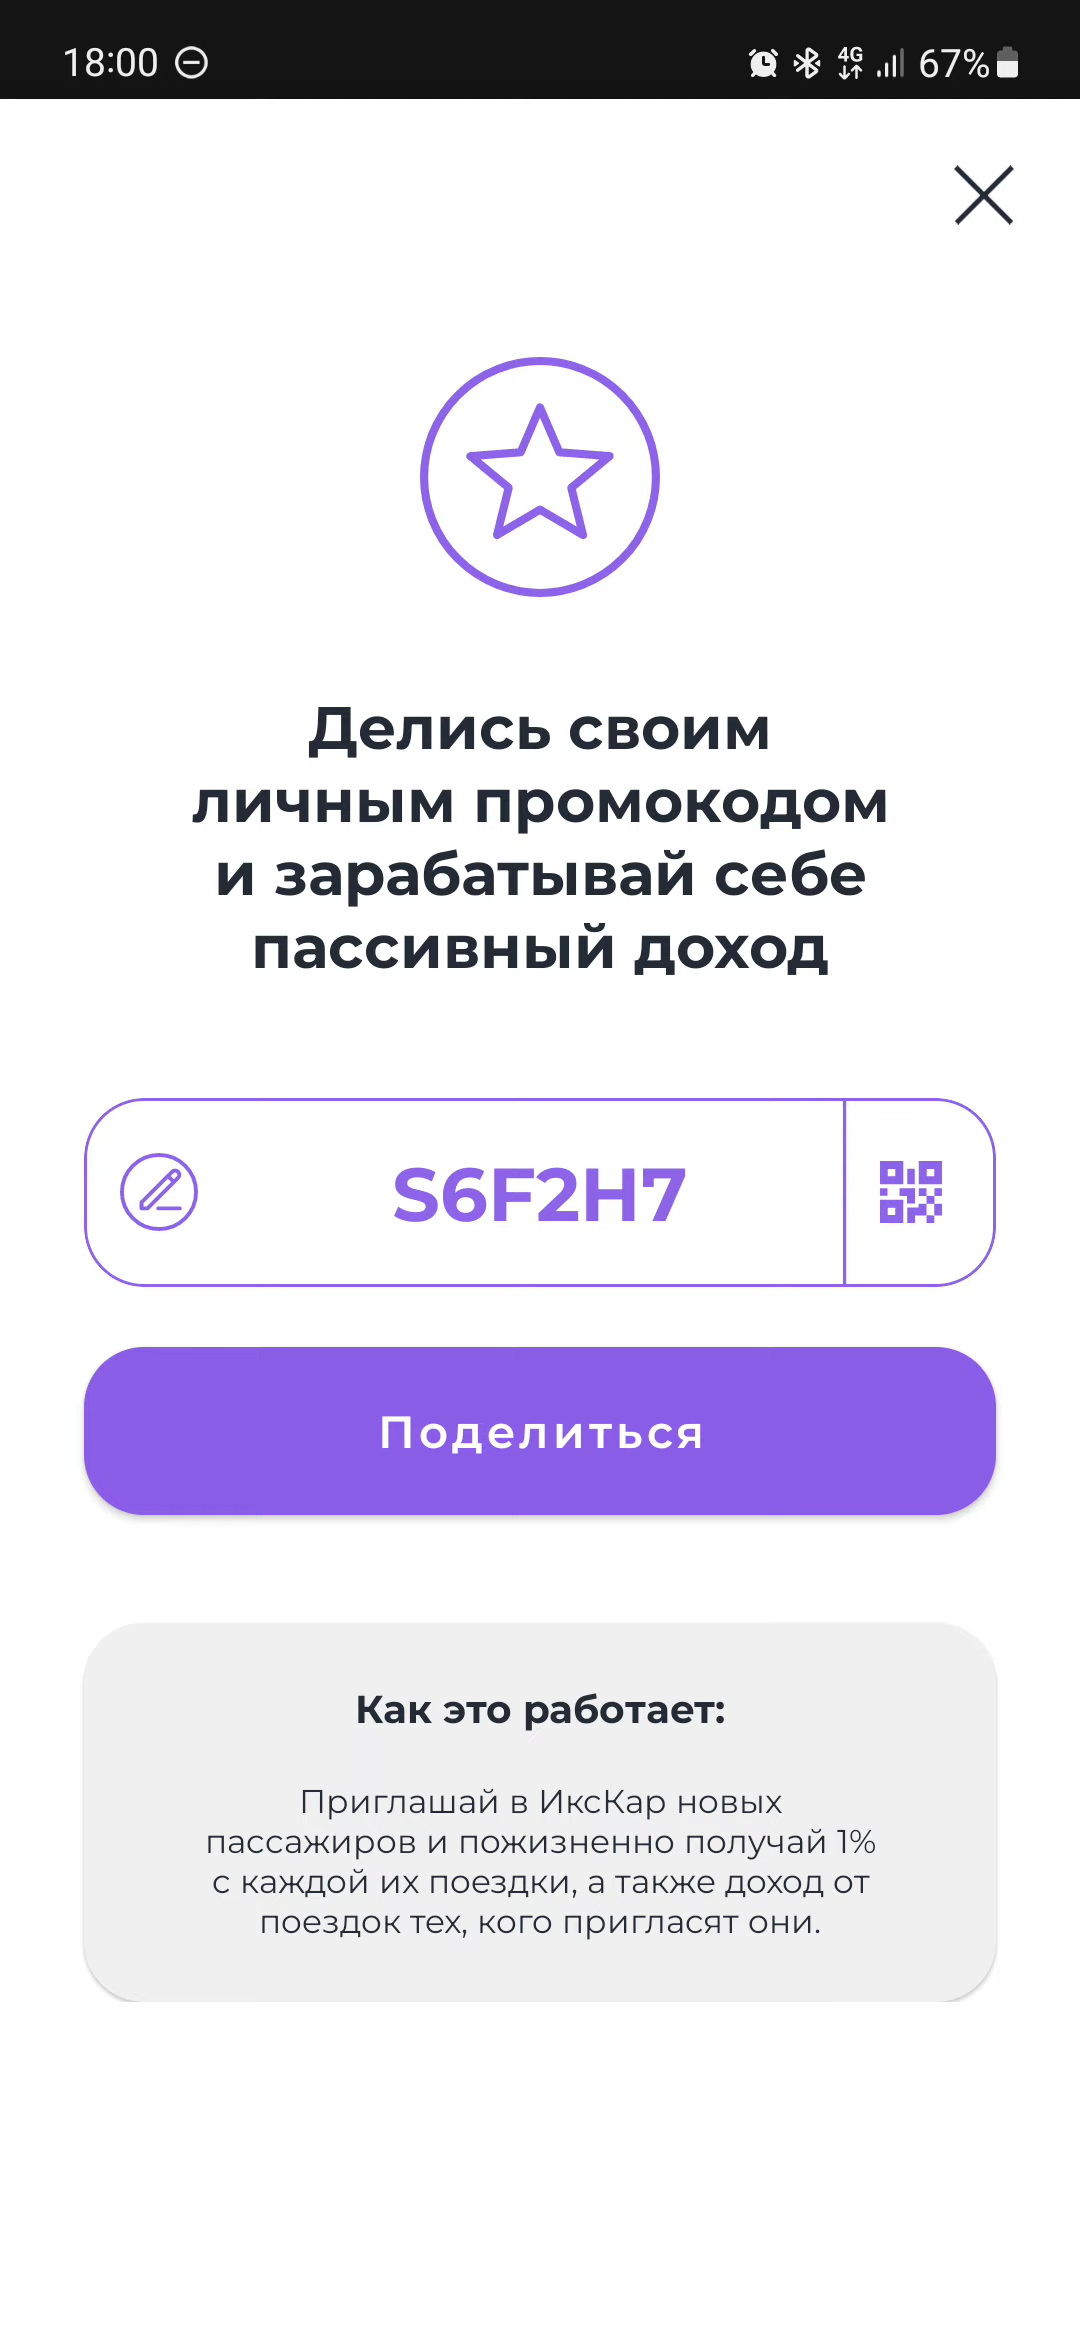 18:00
4G
67%
Делись своим
личным промокодом
и зарабатывай себе
пассивный доход
S6F2H7
Поделиться
Как это работает:
Приглашай в ИксКар новых
пассажиров и пожизненно получай 1%
с каждой их поездки, а также доход от
поездок тех, кого пригласят они.